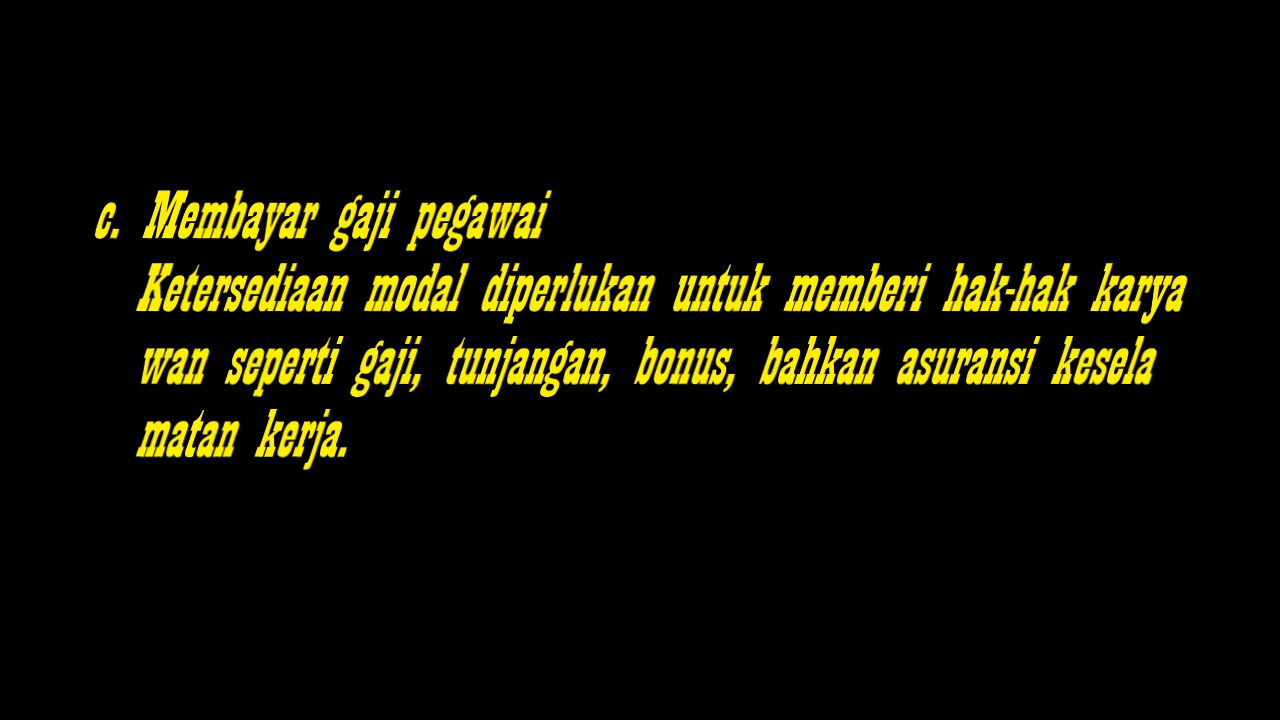 c. Membayar gaji pegawai
Ketersediaan modal diperlukan untuk memberi hak-hak karya
wan seperti gaji, tunjangan, bonus, bahkan asuransi kesela
matan kerja.